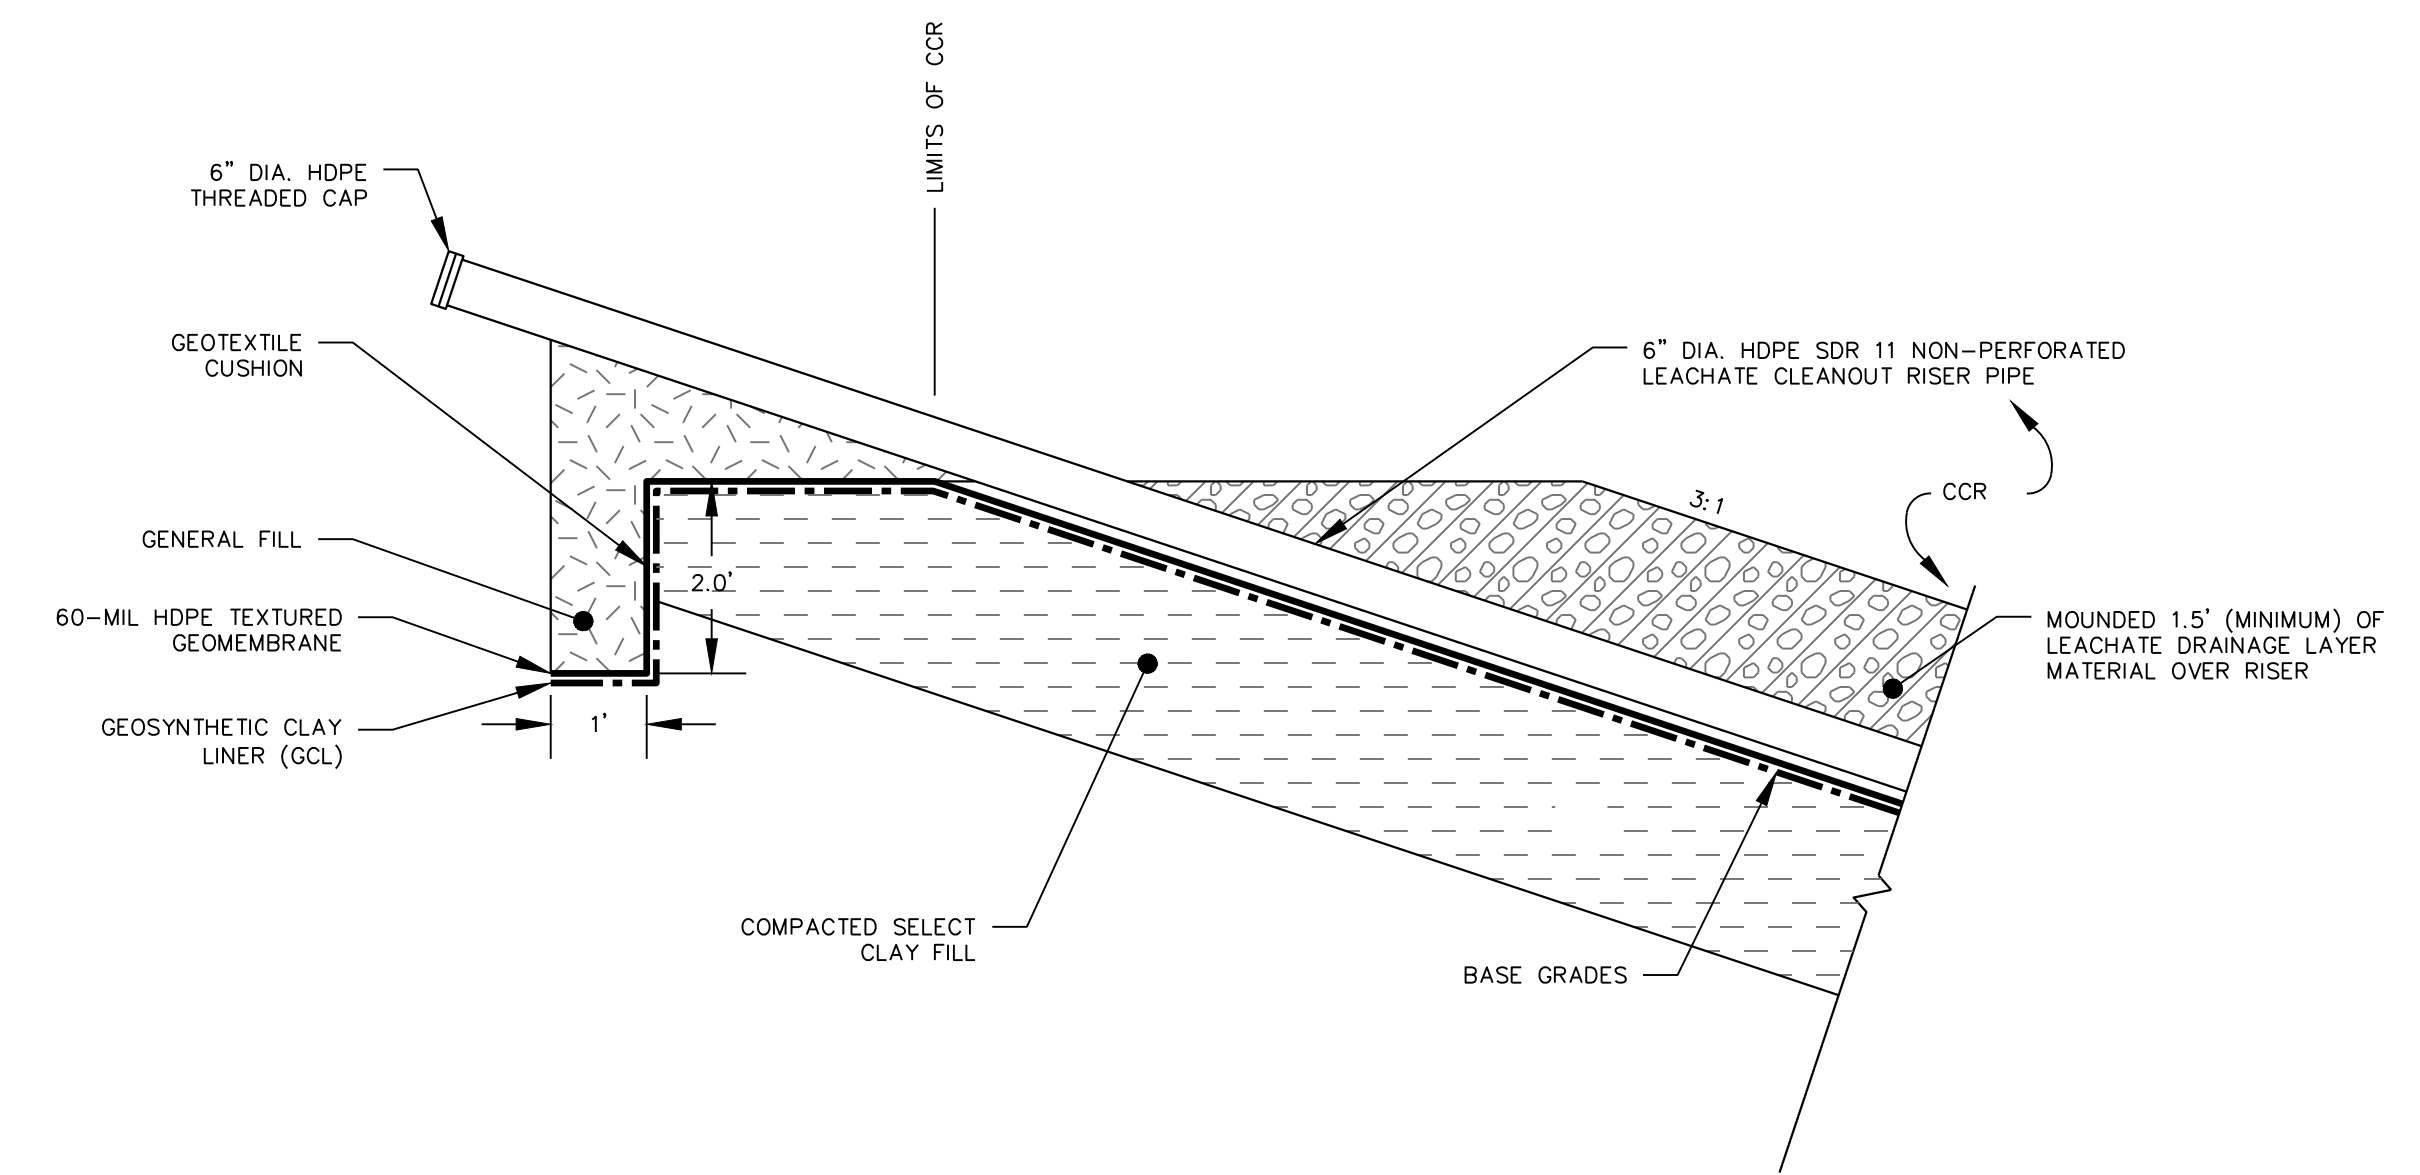 LIMITS OF CCR
6" DIA. HDPE
THREADED CAP
GEOTEXTILE
CUSHION
6" DIA. HDPE SDR 11 NON-PERFORATED
LEACHATE CLEANOUT RISER PIPE
CCR
3:1
GENERAL FILL
2.0'
60-MIL HDPE TEXTURED
GEOMEMBRANE
MOUNDED 1.5' (MINIMUM) OF
LEACHATE DRAINAGE LAYER
MATERIAL OVER RISER
GEOSYNTHETIC CLAY
LINER (GCL)
1'
COMPACTED SELECT
CLAY FILL
BASE GRADES